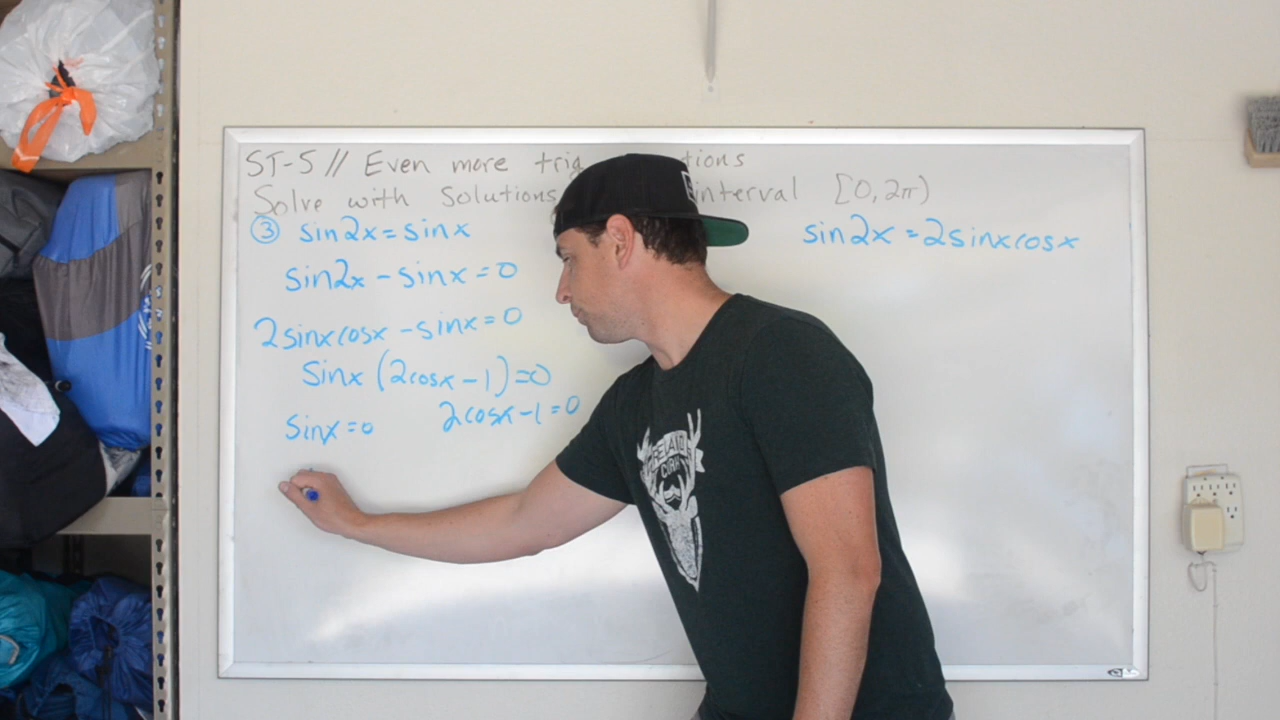 ST-5 // Even more trig
Solve with Solutions interval [0, 2π)
③ sin2x = sinx
sin2x = 2sinxcosx
sin2x - sinx = 0
2sinxcosx - sinx = 0
Sinx (2cosx - 1) = 0
Sinx = 0 2cosx - 1 = 0